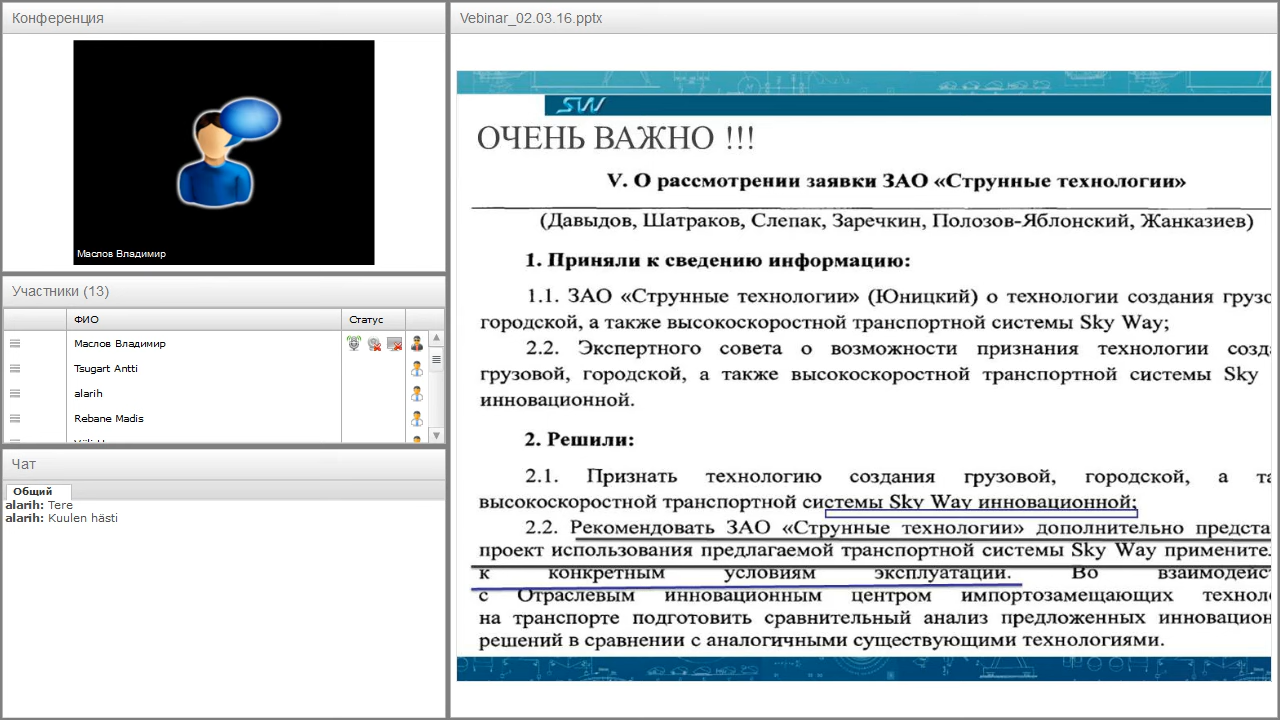 Конференция
Маслов Владимир
Участники (13)
ФИО
Статус
Маслов Владимир
Tsugart Antti
alarih
Rebane Madis
Чат
Общий
alarih: Tere
alarih: Kuulen hästi
Vebinar_02.03.16.pptx
SW
ОЧЕНЬ ВАЖНО !!!
V. О рассмотрении заявки ЗАО «Струнные технологии»
(Давыдов, Шатраков, Слепак, Заречкин, Полозов-Яблонский, Жанказиев)
1. Приняли к сведению информацию:
1.1. ЗАО «Струнные технологии» (Юницкий) о технологии создания грузо
городской, а также высокоскоростной транспортной системы Sky Way;
2.2. Экспертного совета о возможности признания технологии созд
грузовой, городской, а также высокоскоростной транспортной системы Sky
инновационной.
2. Решили:
2.1. Признать технологию создания грузовой, городской, а та
высокоскоростной транспортной системы Sky Way инновационной;
2.2. Рекомендовать ЗАО «Струнные технологии» дополнительно предста
проект использования предлагаемой транспортной системы Sky Way применител
к конкретным условиям эксплуатации. Во взаимодейс
с Отраслевым инновационным центром импортозамещающих технол
на транспорте подготовить сравнительный анализ предложенных инновацион
решений в сравнении с аналогичными существующими технологиями.